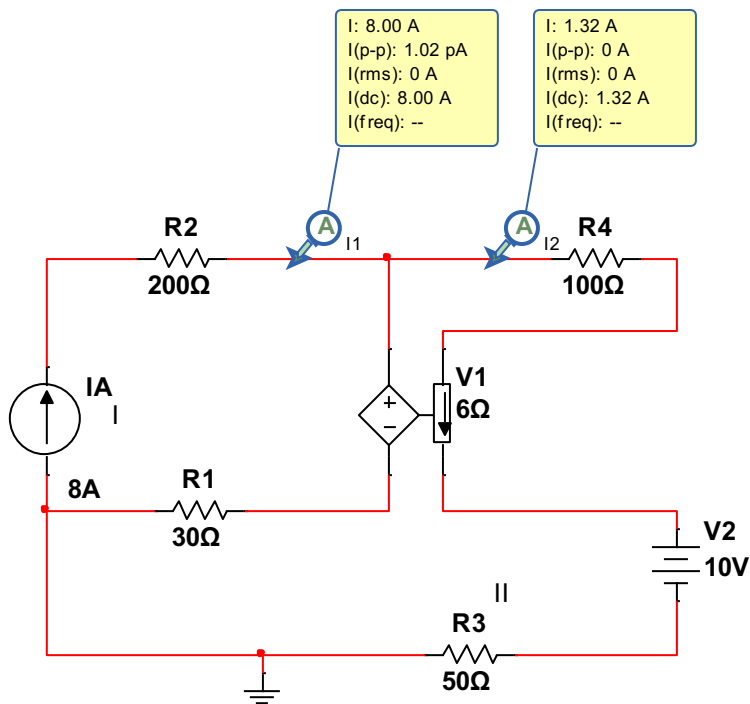 I: 8.00 A
I(p-p): 1.02 pA
I(rms): 0 A
I(dc): 8.00 A
I(freq): --
I: 1.32 A
I(p-p): 0 A
I(rms): 0 A
I(dc): 1.32 A
I(freq): --
A
I1
A
I2
R2
200Ω
R4
100Ω
IA
I
8A
+
−
V1
6Ω
R1
30Ω
V2
10V
II
R3
50Ω